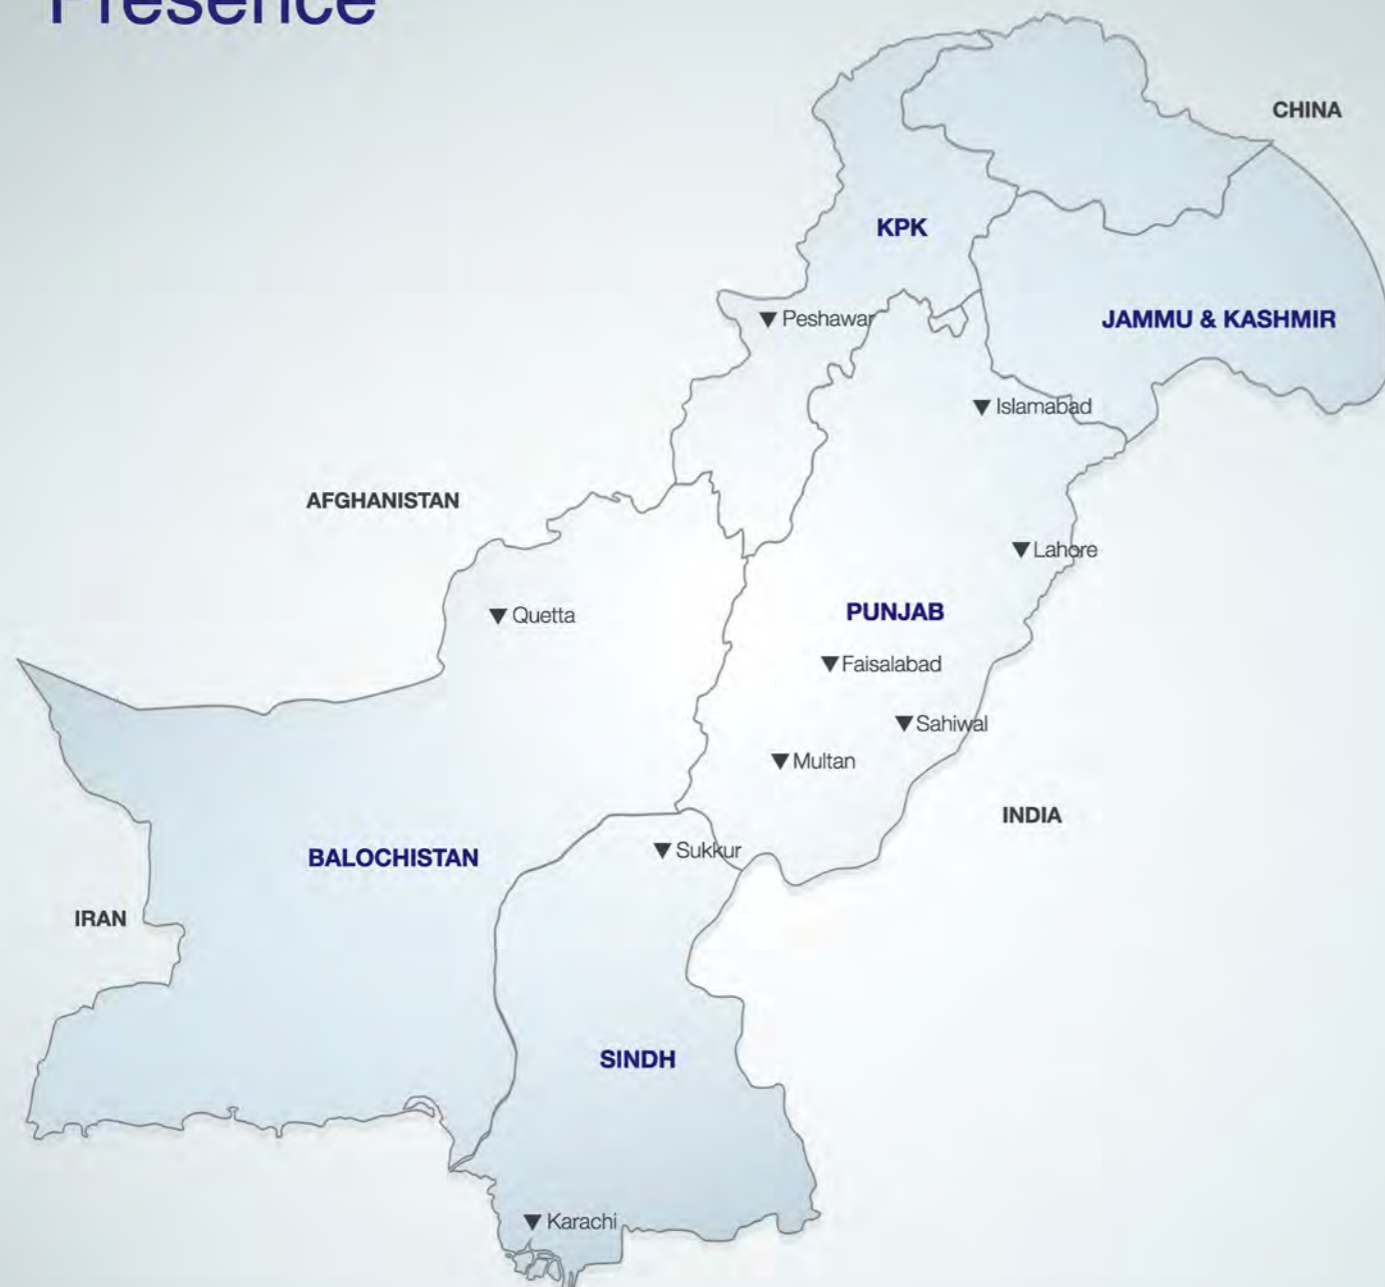 Presence
CHINA
KPK
JAMMU & KASHMIR
Peshawar
Islamabad
AFGHANISTAN
Lahore
Quetta
PUNJAB
Faisalabad
Sahiwal
Multan
INDIA
Sukkur
BALOCHISTAN
IRAN
SINDH
Karachi